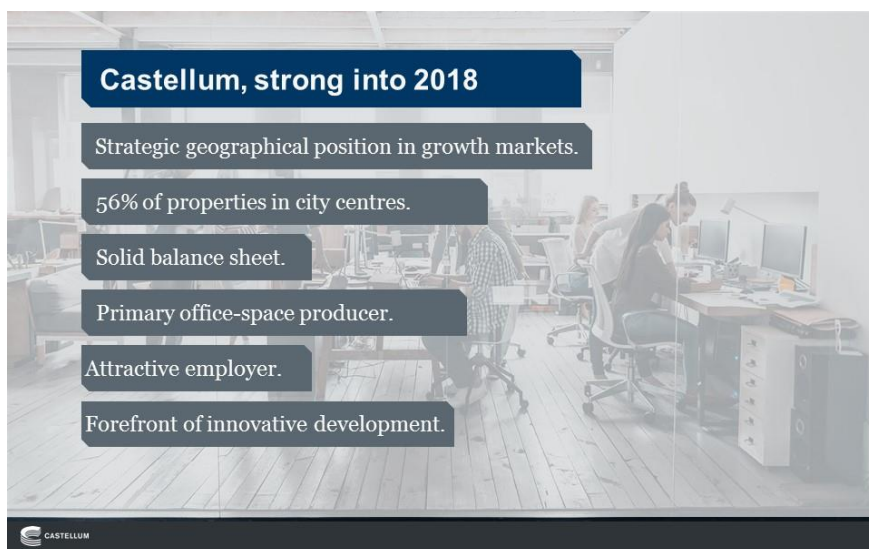 Castellum, strong into 2018
Strategic geographical position in growth markets.
56% of properties in city centres.
Solid balance sheet.
Primary office-space producer.
Attractive employer.
Forefront of innovative development.
CASTELLUM